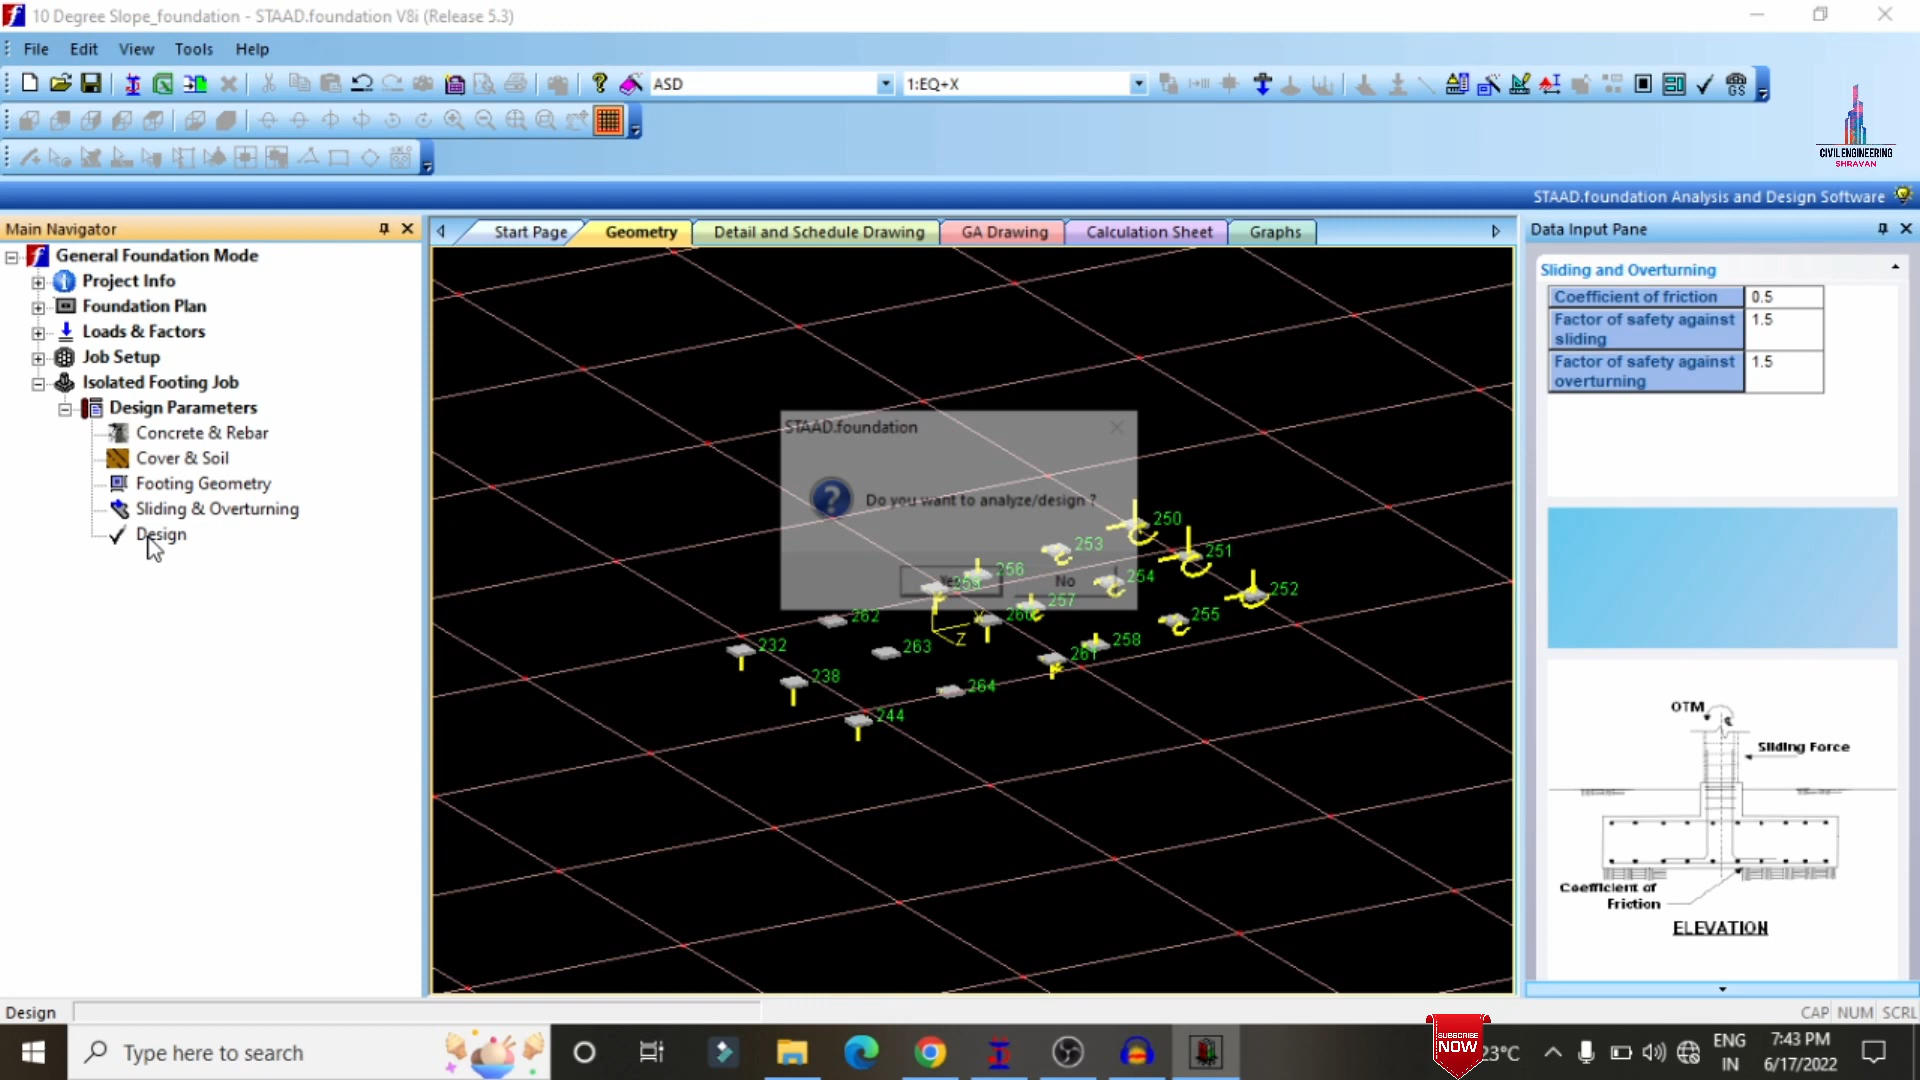 10 Degree Slope_foundation - STAAD.foundation V8i (Release 5.3)
File Edit View Tools Help
ASD
1:EQ+X
GS
CIVIL ENGINEERING
SHRAVAN
STAAD.foundation Analysis and Design Software
Main Navigator
General Foundation Mode
Project Info
Foundation Plan
Loads & Factors
Job Setup
Isolated Footing Job
Design Parameters
Concrete & Rebar
Cover & Soil
Footing Geometry
Sliding & Overturning
Design
Start Page
Geometry
Detail and Schedule Drawing
GA Drawing
Calculation Sheet
Graphs
STAAD.foundation
Do you want to analyze/design ?
Yes
No
250
253
251
256
254
252
259
257
262
260
255
Z
258
232
263
261
238
264
244
Data Input Pane
Sliding and Overturning
Coefficient of friction 0.5
Factor of safety against sliding 1.5
Factor of safety against overturning 1.5
OTM
Sliding Force
Coefficient of
Friction
ELEVATION
Design
CAP NUM SCRL
Type here to search
SUBSCRIBE
NOW
23°C
ENG
IN
7:43 PM
6/17/2022